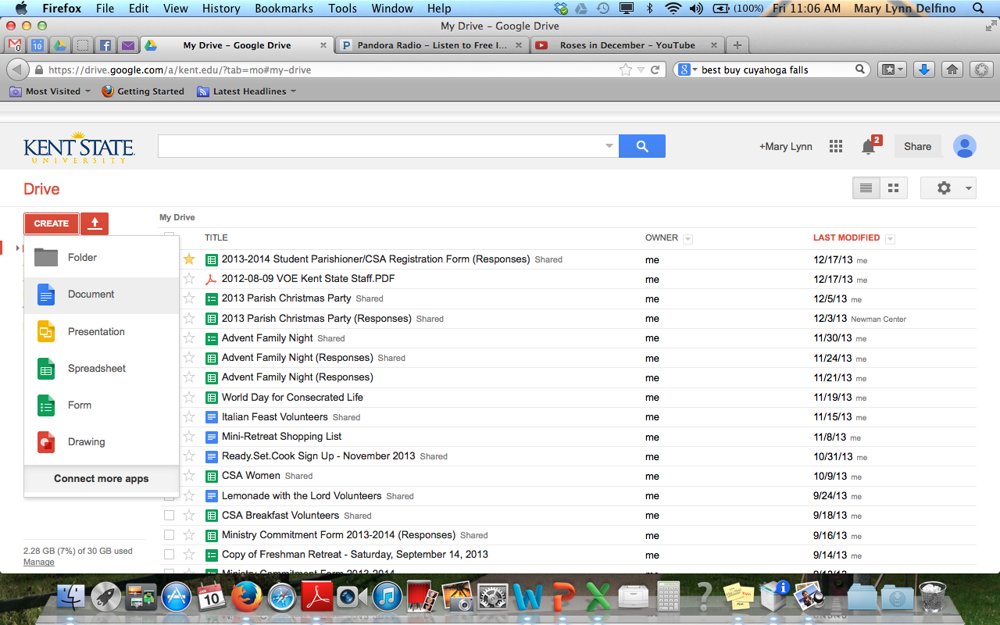 Firefox File Edit View History Bookmarks Tools Window Help (100%) Fri 11:06 AM Mary Lynn Delfino
My Drive – Google Drive
0 10 My Drive – Google Drive Pandora Radio – Listen to Free I... Roses in December – YouTube
https://drive.google.com/a/kent.edu/?tab=mo#my-drive best buy cuyahoga falls
Most Visited Getting Started Latest Headlines
KENT STATE
UNIVERSITY
+Mary Lynn 2 Share
Drive
CREATE
My Drive
TITLE OWNER LAST MODIFIED
Folder
Document
Presentation
Spreadsheet
Form
Drawing
Connect more apps
2013-2014 Student Parishioner/CSA Registration Form (Responses) Shared me 12/17/13 me
2012-08-09 VOE Kent State Staff.PDF me 12/17/13 me
2013 Parish Christmas Party Shared me 12/5/13 me
2013 Parish Christmas Party (Responses) Shared me 12/3/13 Newman Center
Advent Family Night Shared me 11/30/13 me
Advent Family Night (Responses) Shared me 11/24/13 me
Advent Family Night (Responses) me 11/21/13 me
World Day for Consecrated Life me 11/19/13 me
Italian Feast Volunteers Shared me 11/15/13 me
Mini-Retreat Shopping List me 11/8/13 me
Ready.Set.Cook Sign Up - November 2013 Shared me 10/31/13 me
CSA Women Shared me 10/9/13 me
Lemonade with the Lord Volunteers Shared me 9/24/13 me
CSA Breakfast Volunteers Shared me 9/18/13 me
Ministry Commitment Form 2013-2014 (Responses) Shared me 9/16/13 me
Copy of Freshman Retreat - Saturday, September 14, 2013 me 9/14/13 me
Ministry Commitment Form 2013-2014
2.28 GB (7%) of 30 GB used
Manage
JAN
10